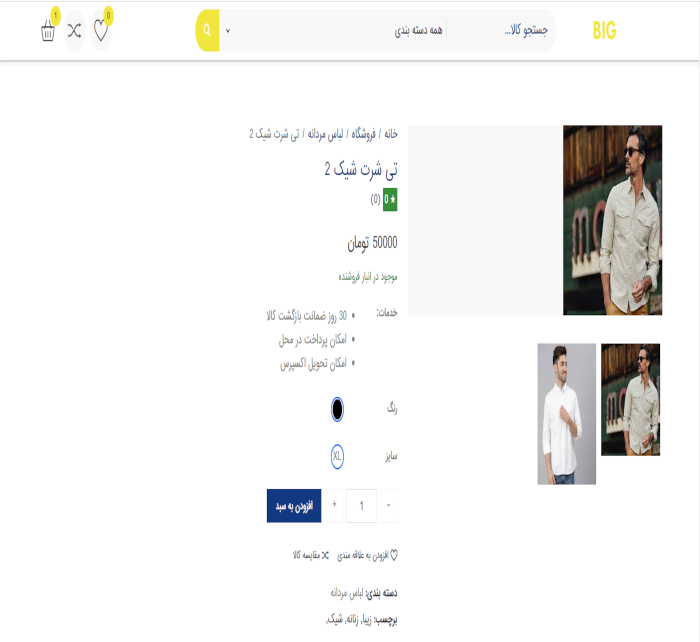 BIG
جستجو کالا...
همه دسته بندی
0
1
خانه / فروشگاه / لباس مردانه / تی شرت شیک 2
تی شرت شیک 2
0 ★ (0)
50000 تومان
موجود در انبار فروشنده
خدمات:
• 30 روز ضمانت بازگشت کالا
• امکان پرداخت در محل
• امکان تحویل اکسپرس
رنگ
سایز XL
- 1 + افزودن به سبد
افزودن به علاقه مندی مقایسه کالا
دسته بندی: لباس مردانه
برچسب: زیبا, زنانه, شیک,